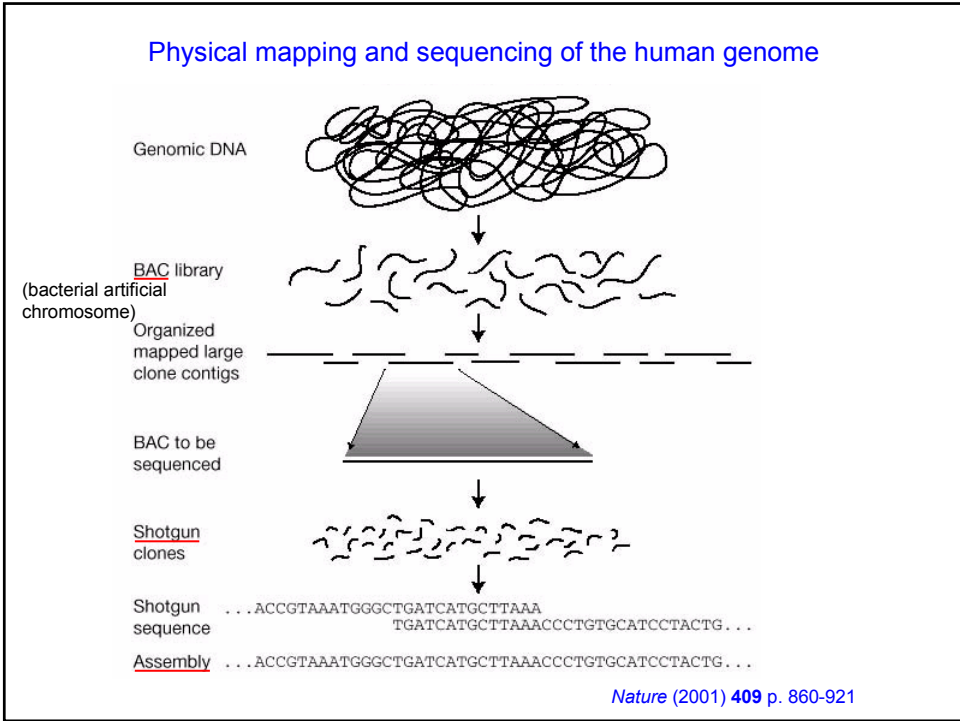 Physical mapping and sequencing of the human genome
Genomic DNA
BAC library
(bacterial artificial
chromosome)
Organized
mapped large
clone contigs
BAC to be
sequenced
Shotgun
clones
Shotgun
sequence
...ACCGTAAATGGGCTGATCATGCTTAAA
TGATCATGCTTAAACCCTGTGCATCCTACTG...
Assembly ...ACCGTAAATGGGCTGATCATGCTTAAACCCTGTGCATCCTACTG...
Nature (2001) 409 p. 860-921